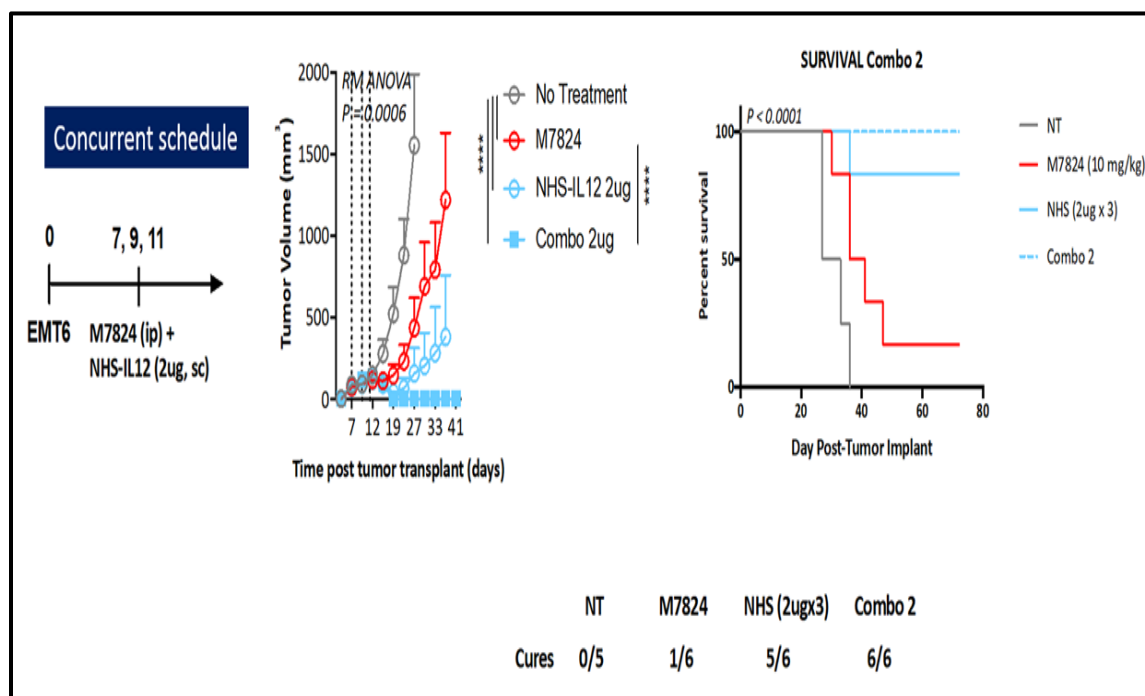 Concurrent schedule
0
7, 9, 11
EMT6
M7824 (ip) +
NHS-IL12 (2ug, sc)
Tumor Volume (mm³)
2000
1500
1000
500
0
RM ANOVA
P = 0.0006
7 12 19 27 33 41
Time post tumor transplant (days)
No Treatment
M7824
NHS-IL12 2ug
Combo 2ug
****
****
SURVIVAL Combo 2
P < 0.0001
Percent survival
100
50
0
0 20 40 60 80
Day Post-Tumor Implant
NT
M7824 (10 mg/kg)
NHS (2ug x 3)
Combo 2
NT M7824 NHS (2ugx3) Combo 2
Cures 0/5 1/6 5/6 6/6